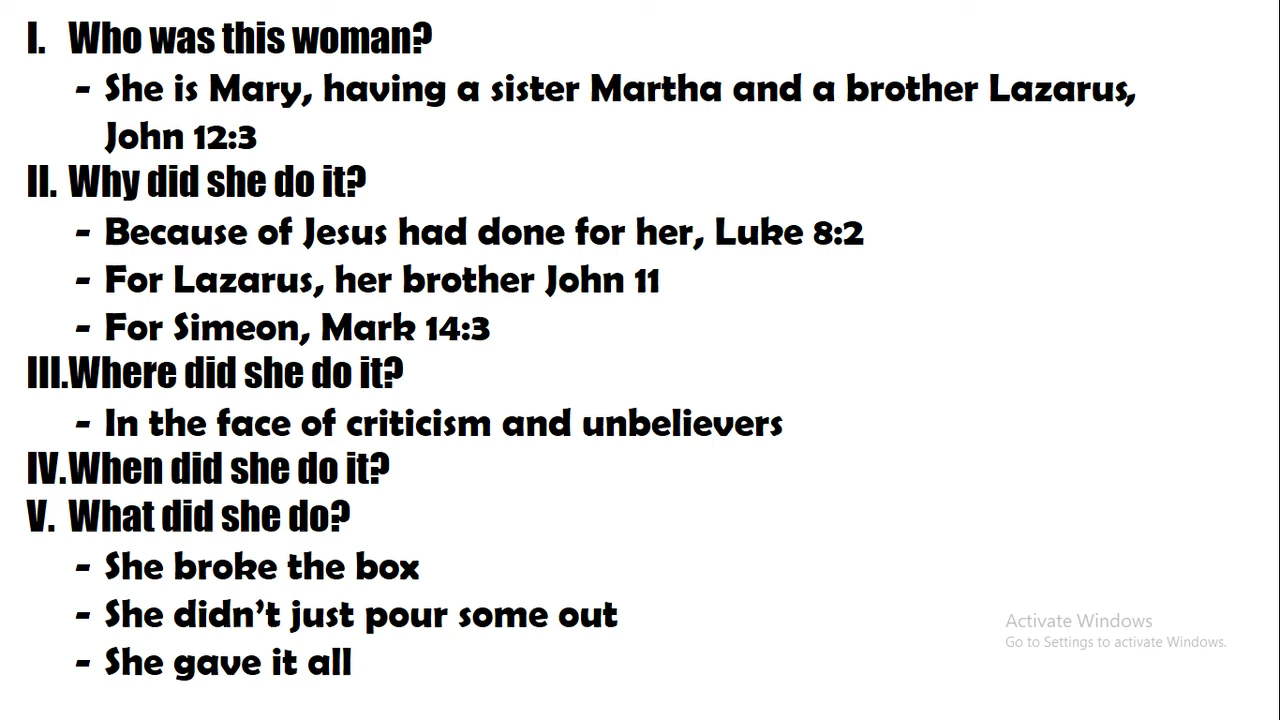 I. Who was this woman?
- She is Mary, having a sister Martha and a brother Lazarus,
John 12:3
II. Why did she do it?
- Because of Jesus had done for her, Luke 8:2
- For Lazarus, her brother John 11
- For Simeon, Mark 14:3
III.Where did she do it?
- In the face of criticism and unbelievers
IV.When did she do it?
V. What did she do?
- She broke the box
- She didn’t just pour some out
- She gave it all
Activate Windows
Go to Settings to activate Windows.